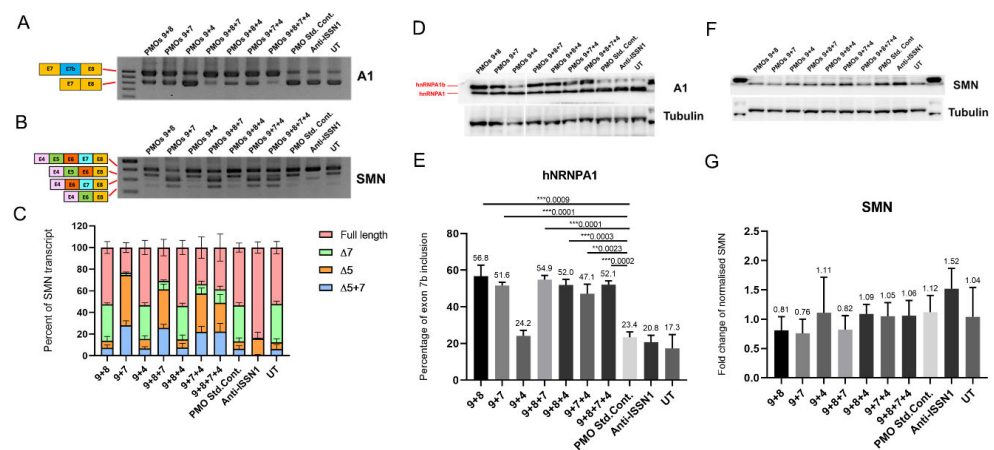 A
PMOs 9+8
PMOs 9+7
PMOs 9+4
PMOs 9+8+7
PMOs 9+8+4
PMOs 9+7+4
PMOs 9+8+7+4
PMO Std. Cont.
Anti-ISSN1
UT
E7 E7b E8
E7 E8
A1
B
PMOs 9+8
PMOs 9+7
PMOs 9+4
PMOs 9+8+7
PMOs 9+8+4
PMOs 9+7+4
PMOs 9+8+7+4
PMO Std. Cont.
Anti-ISSN1
UT
E4 E5 E6 E7 E8
E4 E5 E6 E8
E4 E6 E7 E8
E4 E6 E8
SMN
C
Percent of SMN transcript
120
100
80
60
40
20
0
9+8
9+7
9+4
9+8+7
9+8+4
9+7+4
9+8+7+4
PMO Std.Cont.
Anti-ISSN1
UT
Full length
Δ7
Δ5
Δ5+7
D
PMOs 9+8
PMOs 9+7
PMOs 9+4
PMOs 9+8+7
PMOs 9+8+4
PMOs 9+7+4
PMOs 9+8+7+4
PMO Std. Cont.
Anti-ISSN1
UT
hnRNPA1b
hnRNPA1
A1
Tubulin
E
hNRNPA1
Percentage of exon 7b inclusion
80
60
40
20
0
***0.0009
***0.0001
***0.0001
***0.0003
**0.0023
***0.0002
56.8
51.6
24.2
54.9
52.0
47.1
52.1
23.4
20.8
17.3
9+8
9+7
9+4
9+8+7
9+8+4
9+7+4
9+8+7+4
PMO Std.Cont.
Anti-ISSN1
UT
F
PMOs 9+8
PMOs 9+7
PMOs 9+4
PMOs 9+8+7
PMOs 9+8+4
PMOs 9+7+4
PMOs 9+8+7+4
PMO Std. Cont
Anti-ISSN1
UT
SMN
Tubulin
G
SMN
Fold change of normalised SMN
2.0
1.5
1.0
0.5
0.0
0.81
0.76
1.11
0.82
1.09
1.05
1.06
1.12
1.52
1.04
9+8
9+7
9+4
9+8+7
9+8+4
9+7+4
9+8+7+4
PMO Std.Cont.
Anti-ISSN1
UT